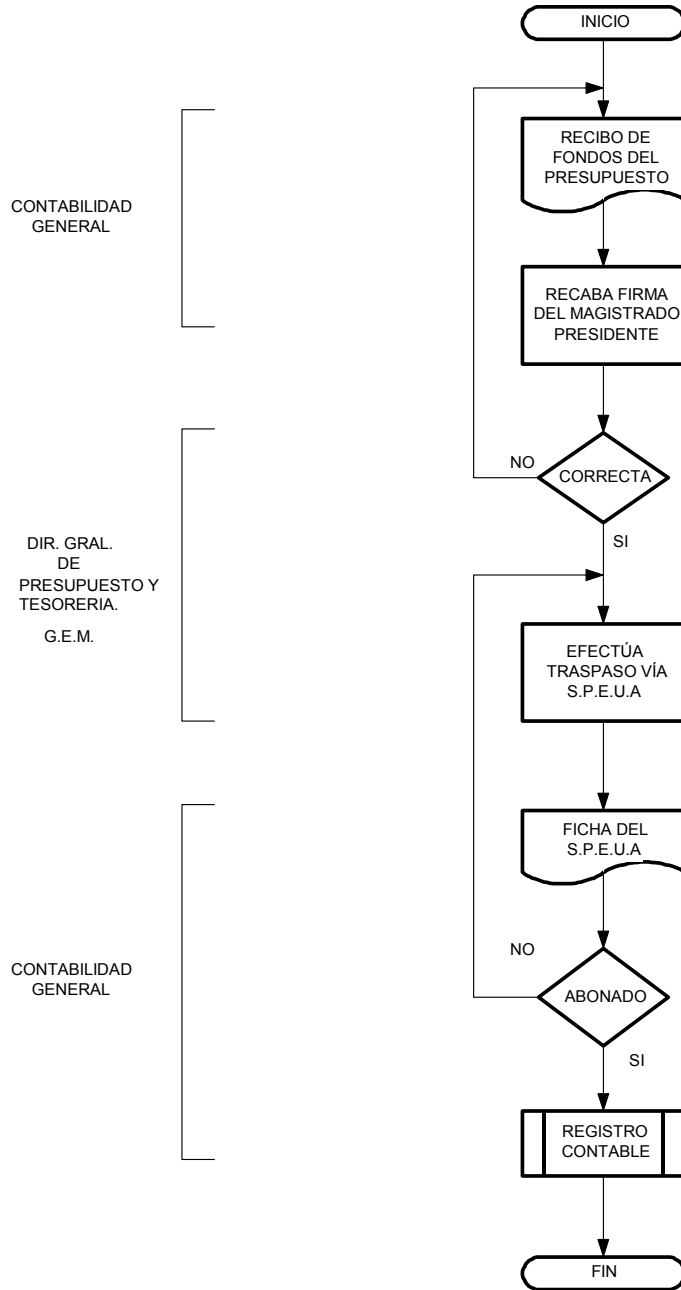 INICIO
CONTABILIDAD
GENERAL
RECIBO DE
FONDOS DEL
PRESUPUESTO
RECABA FIRMA
DEL MAGISTRADO
PRESIDENTE
NO
CORRECTA
SI
DIR. GRAL.
DE
PRESUPUESTO Y
TESORERIA.
G.E.M.
EFECTÚA
TRASPASO VÍA
S.P.E.U.A
FICHA DEL
S.P.E.U.A
CONTABILIDAD
GENERAL
NO
ABONADO
SI
REGISTRO
CONTABLE
FIN